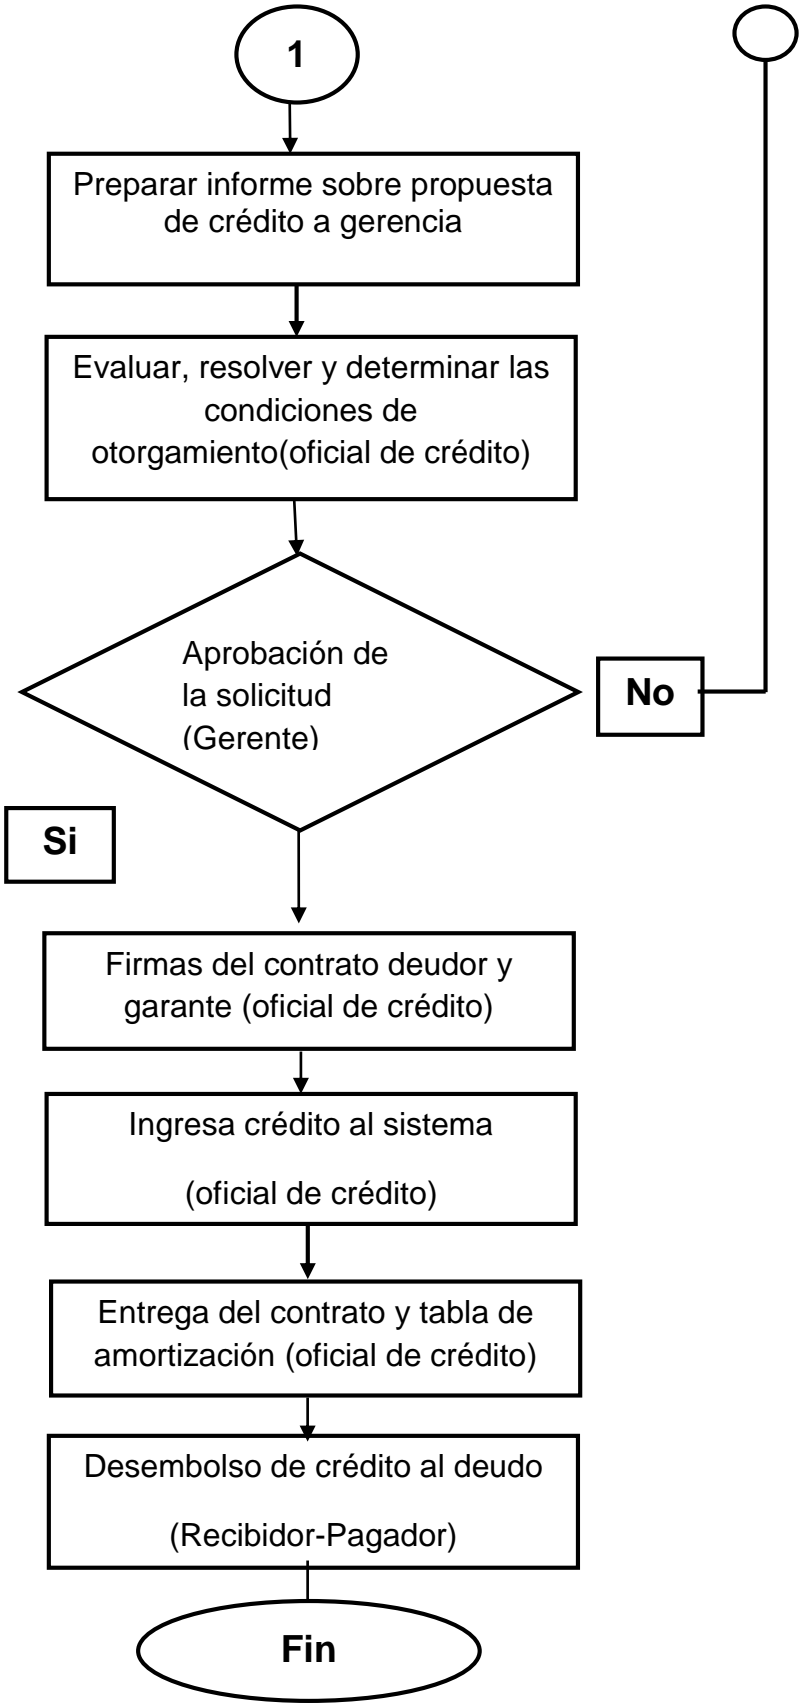 1
Preparar informe sobre propuesta
de crédito a gerencia
Evaluar, resolver y determinar las
condiciones de
otorgamiento(oficial de crédito)
Aprobación de
la solicitud
(Gerente)
No
Si
Firmas del contrato deudor y
garante (oficial de crédito)
Ingresa crédito al sistema
(oficial de crédito)
Entrega del contrato y tabla de
amortización (oficial de crédito)
Desembolso de crédito al deudo
(Recibidor-Pagador)
Fin